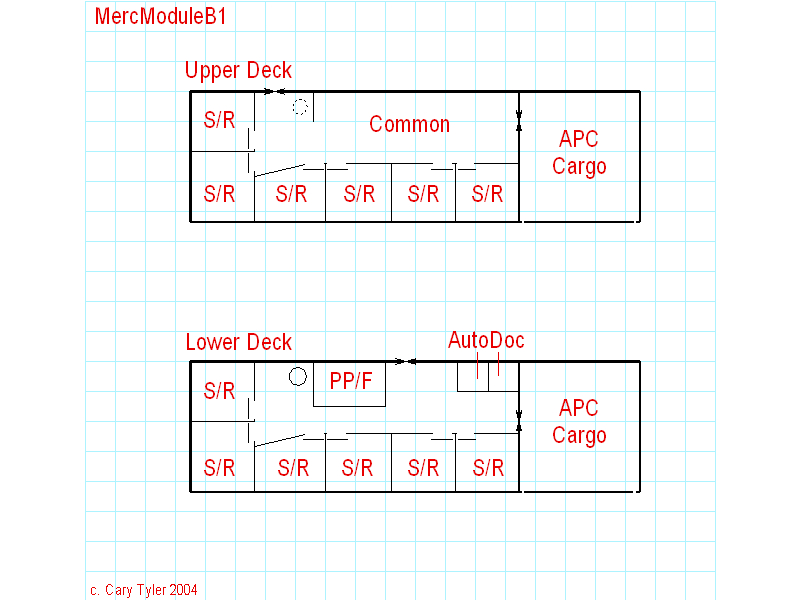 MercModuleB1
Upper Deck
S/R
Common
APC
Cargo
S/R
S/R
S/R
S/R
S/R
Lower Deck
AutoDoc
S/R
PP/F
APC
Cargo
S/R
S/R
S/R
S/R
S/R
c. Cary Tyler 2004